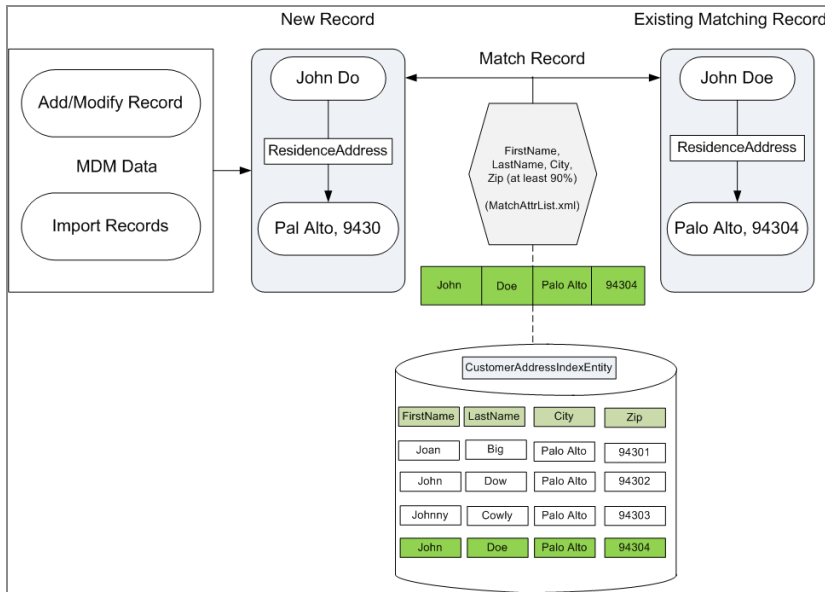 New Record
Existing Matching Record
Add/Modify Record
MDM Data
Import Records
John Do
ResidenceAddress
Pal Alto, 9430
Match Record
FirstName,
LastName, City,
Zip (at least 90%)
(MatchAttrList.xml)
John Doe
ResidenceAddress
Palo Alto, 94304
John Doe Palo Alto 94304
CustomerAddressIndexEntity
FirstName LastName City Zip
Joan Big Palo Alto 94301
John Dow Palo Alto 94302
Johnny Cowly Palo Alto 94303
John Doe Palo Alto 94304